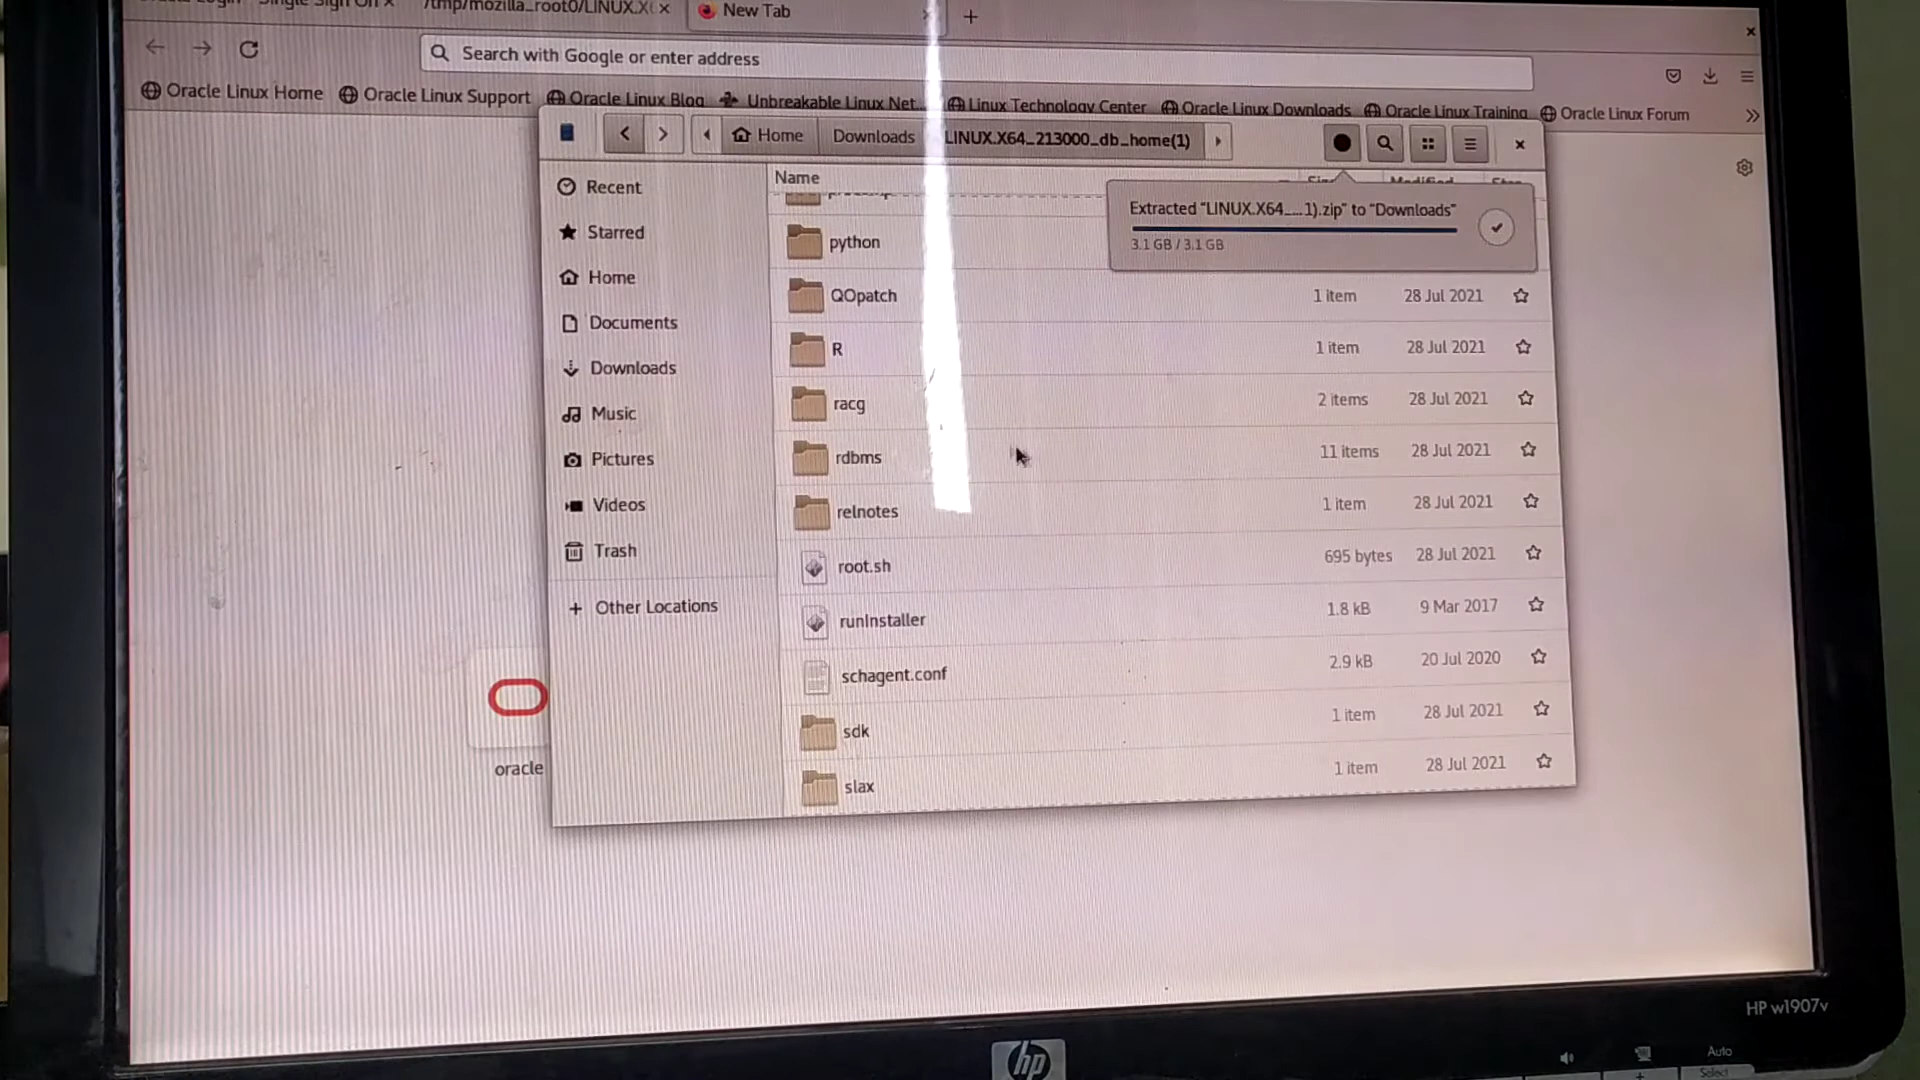 /tmp/mozilla_root0/LINUX.X
New Tab
Search with Google or enter address
Oracle Linux Home
Oracle Linux Support
Oracle Linux Blog
Unbreakable Linux Net...
Linux Technology Center
Oracle Linux Downloads
Oracle Linux Training
Oracle Linux Forum
Home
Downloads
LINUX.X64_213000_db_home(1)
Name
Modified
Extracted "LINUX.X64_...1).zip" to "Downloads"
3.1 GB / 3.1 GB
Recent
Starred
Home
Documents
Downloads
Music
Pictures
Videos
Trash
Other Locations
python
QOpatch 1 item 28 Jul 2021
R 1 item 28 Jul 2021
racg 2 items 28 Jul 2021
rdbms 11 items 28 Jul 2021
relnotes 1 item 28 Jul 2021
root.sh 695 bytes 28 Jul 2021
runInstaller 1.8 kB 9 Mar 2017
schagent.conf 2.9 kB 20 Jul 2020
sdk 1 item 28 Jul 2021
slax 1 item 28 Jul 2021
oracle
HP w1907v
hp
Auto
Select